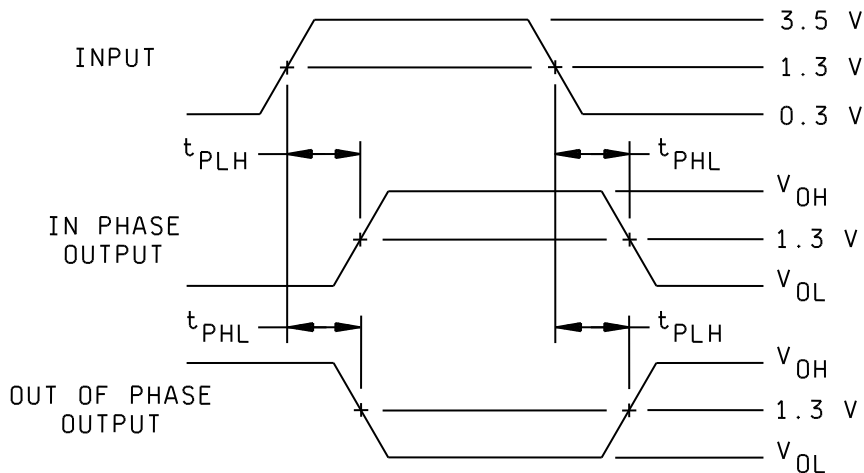 3.5 V
INPUT
1.3 V
0.3 V
tPLH
tPHL
VOH
IN PHASE
OUTPUT
1.3 V
VOL
tPHL
tPLH
VOH
OUT OF PHASE
OUTPUT
1.3 V
VOL